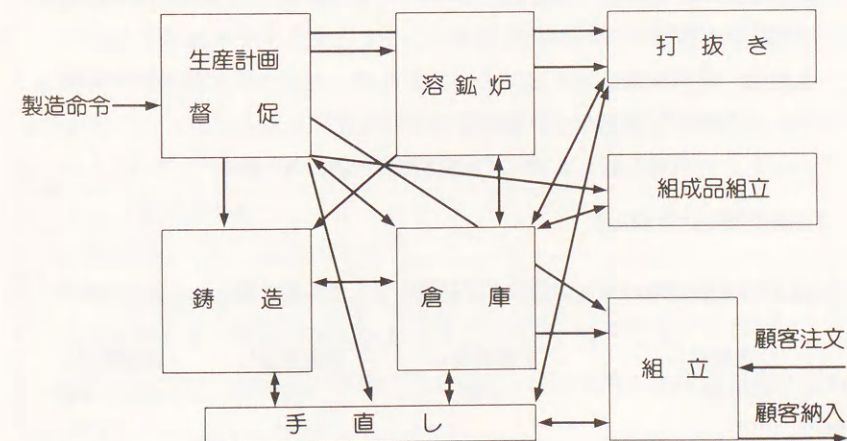 製造命令
生産計画
督促
溶鉱炉
打抜き
組成品組立
鋳造
倉庫
組立
顧客注文
顧客納入
手直し